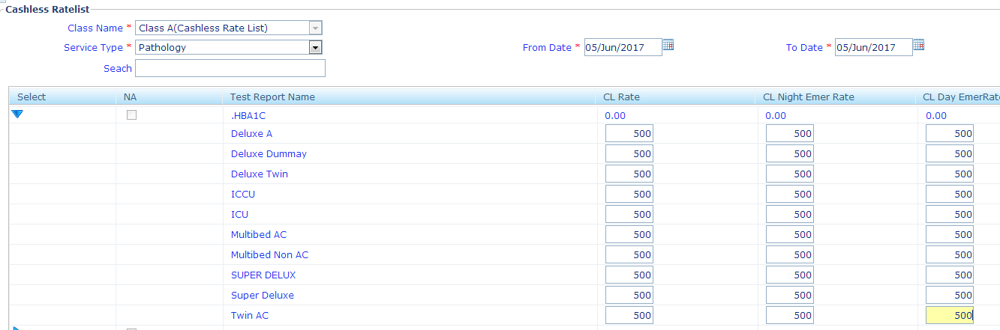 Cashless Ratelist
Class Name * Class A(Cashless Rate List)
Service Type * Pathology From Date * 05/Jun/2017 To Date * 05/Jun/2017
Seach
Select NA Test Report Name CL Rate CL Night Emer Rate CL Day EmerRate
.HBA1C 0.00 0.00 0.00
Deluxe A 500 500 500
Deluxe Dummay 500 500 500
Deluxe Twin 500 500 500
ICCU 500 500 500
ICU 500 500 500
Multibed AC 500 500 500
Multibed Non AC 500 500 500
SUPER DELUX 500 500 500
Super Deluxe 500 500 500
Twin AC 500 500 500